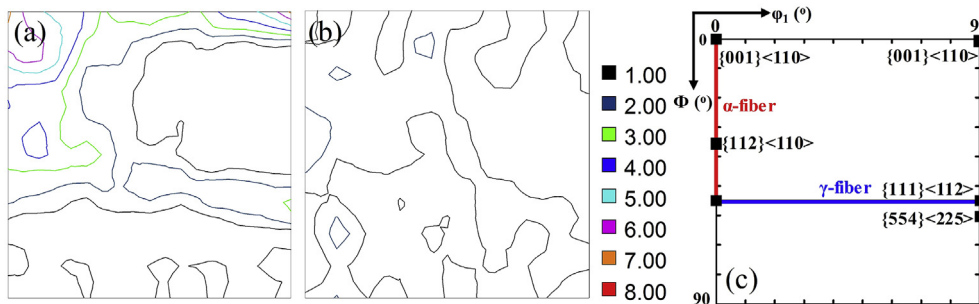 (a)
(b)
1.00
2.00
3.00
4.00
5.00
6.00
7.00
8.00
0 φ₁ (º) 9
0
{001}<110> {001}<110>
Φ (º)
α-fiber
{112}<110>
γ-fiber {111}<112>
{554}<225>
(c)
90